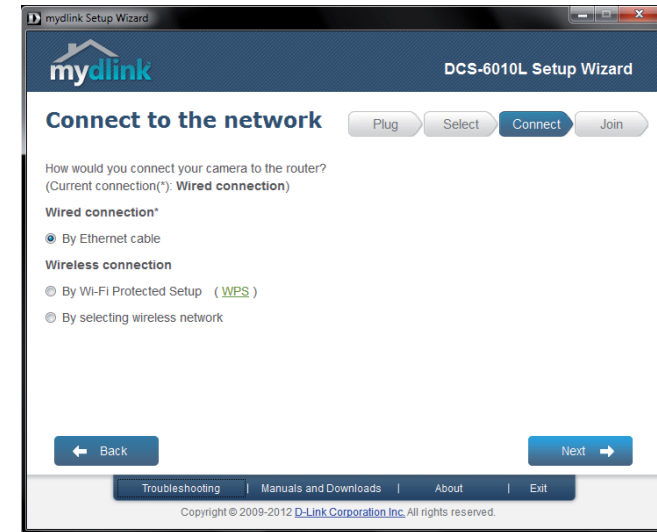 mydlink Setup Wizard
mydlink
DCS-6010L Setup Wizard
Connect to the network
Plug
Select
Connect
Join
How would you connect your camera to the router?
(Current connection(*): Wired connection)
Wired connection*
By Ethernet cable
Wireless connection
By Wi-Fi Protected Setup ( WPS )
By selecting wireless network
Back
Next
Troubleshooting | Manuals and Downloads | About | Exit
Copyright © 2009-2012 D-Link Corporation Inc. All rights reserved.